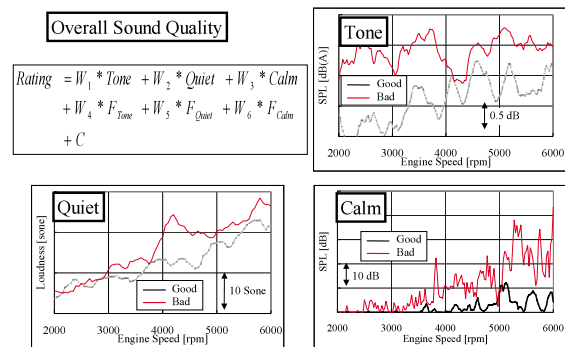 Overall Sound Quality
Rating = W1 * Tone + W2 * Quiet + W3 * Calm
+ W4 * FTone + W5 * FQuiet + W6 * FCalm
+ C
Tone
SPL [dB(A)]
Good
Bad
0.5 dB
2000 3000 4000 5000 6000
Engine Speed [rpm]
Quiet
Loudness [sone]
Good
Bad
10 Sone
2000 3000 4000 5000 6000
Engine Speed [rpm]
Calm
SPL [dB]
Good
Bad
10 dB
2000 3000 4000 5000 6000
Engine Speed [rpm]